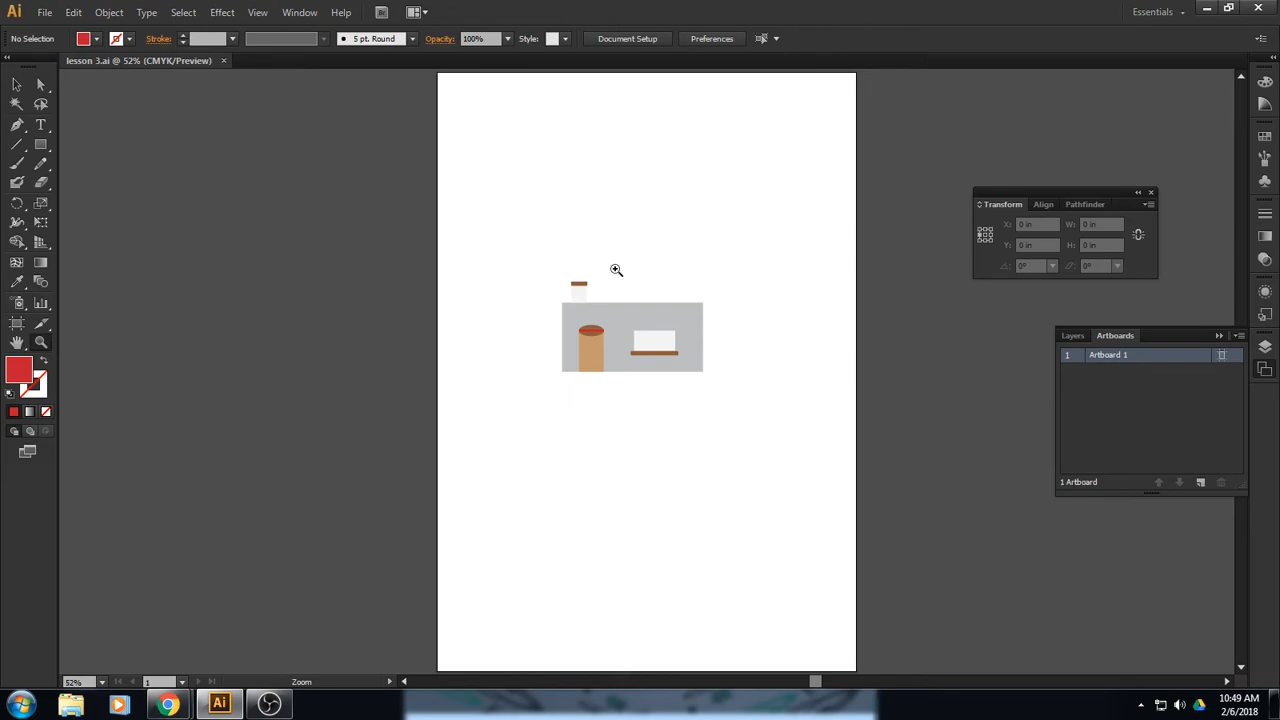 Ai File Edit Object Type Select Effect View Window Help Br Essentials
No Selection Stroke: 5 pt. Round Opacity: 100% Style: Document Setup Preferences
lesson 3.ai @ 52% (CMYK/Preview)
Transform Align Pathfinder
X: 0 in W: 0 in
Y: 0 in H: 0 in
0° 0°
Layers Artboards
1 Artboard 1
1 Artboard
52% 1 Zoom
Ai
10:49 AM
2/6/2018